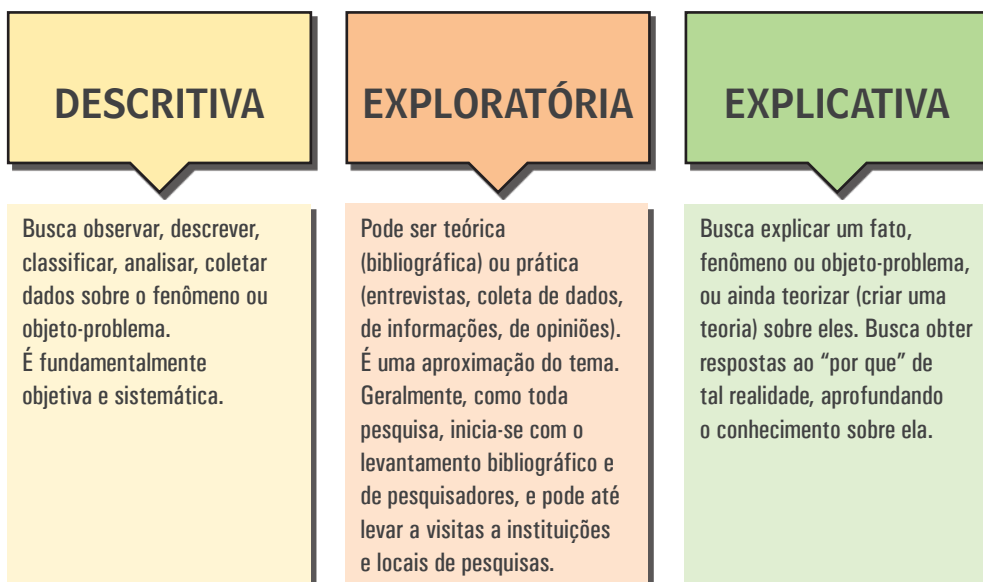 DESCRITIVA
Busca observar, descrever,
classificar, analisar, coletar
dados sobre o fenômeno ou
objeto-problema.
É fundamentalmente
objetiva e sistemática.
EXPLORATÓRIA
Pode ser teórica
(bibliográfica) ou prática
(entrevistas, coleta de dados,
de informações, de opiniões).
É uma aproximação do tema.
Geralmente, como toda
pesquisa, inicia-se com o
levantamento bibliográfico e
de pesquisadores, e pode até
levar a visitas a instituições
e locais de pesquisas.
EXPLICATIVA
Busca explicar um fato,
fenômeno ou objeto-problema,
ou ainda teorizar (criar uma
teoria) sobre eles. Busca obter
respostas ao “por que” de
tal realidade, aprofundando
o conhecimento sobre ela.